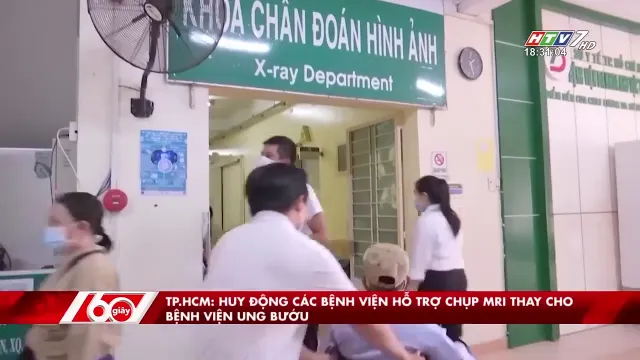 KHOA CHẨN ĐOÁN HÌNH ẢNH
X-ray Department
HTV7 HD
18:31:04
60 giây
TP.HCM: HUY ĐỘNG CÁC BỆNH VIỆN HỖ TRỢ CHỤP MRI THAY CHO
BỆNH VIỆN UNG BƯỚU